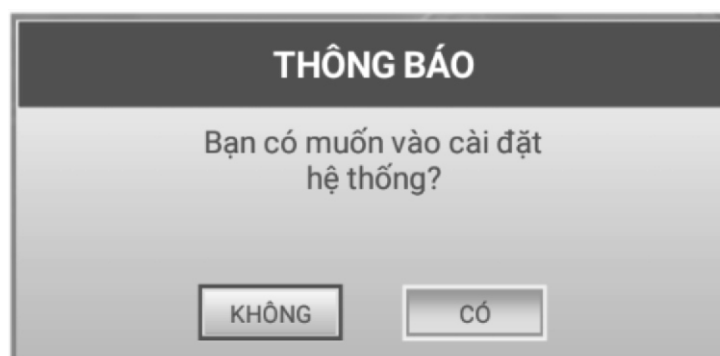 THÔNG BÁO
Bạn có muốn vào cài đặt
hệ thống?
KHÔNG
CÓ